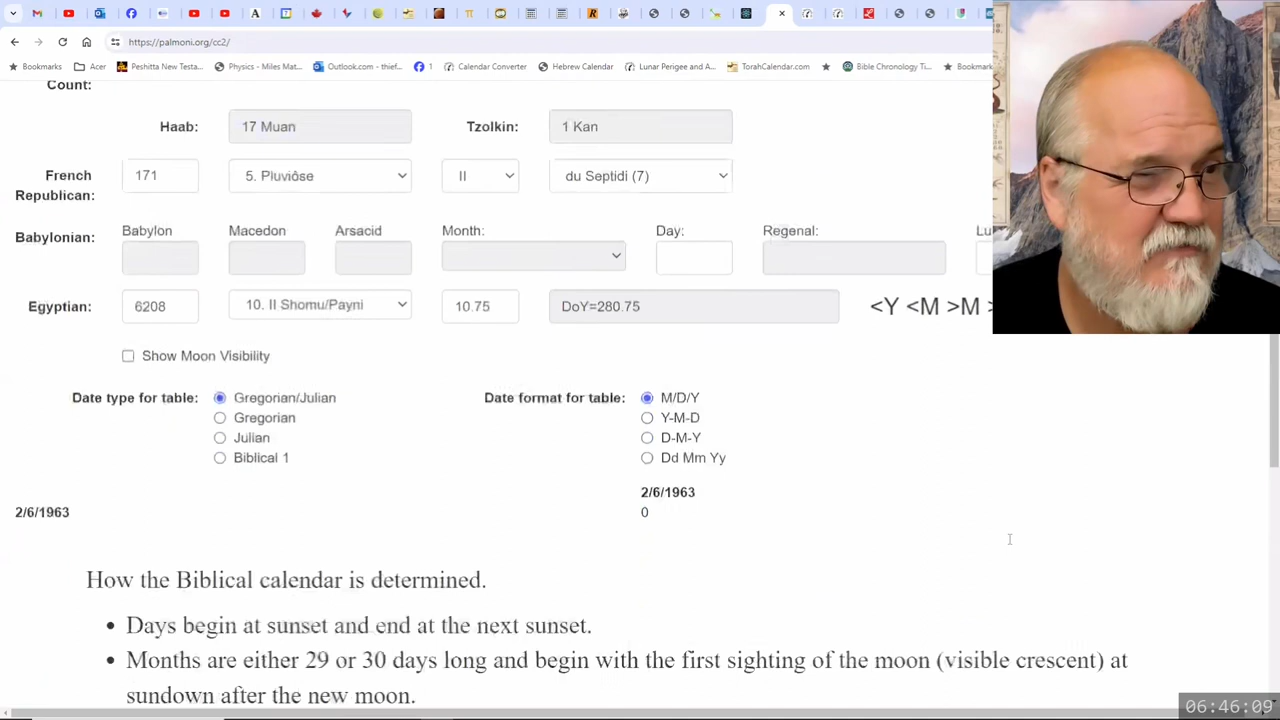 https://palmoni.org/cc2/
Bookmarks Acer Peshitta New Testa... Physics - Miles Mat... Outlook.com - thief... 1 Calendar Converter Hebrew Calendar Lunar Perigee and A... TorahCalendar.com Bible Chronology Ti... Bookmark
Count:
Haab: 17 Muan Tzolkin: 1 Kan
French Republican: 171 5. Pluviôse II du Septidi (7)
Babylon Macedon Arsacid Month: Day: Regenal: Lu
Babylonian:
Egyptian: 6208 10. II Shomu/Payni 10.75 DoY=280.75 <Y <M >M >
Show Moon Visibility
Date type for table: Gregorian/Julian Date format for table: M/D/Y
Gregorian Y-M-D
Julian D-M-Y
Biblical 1 Dd Mm Yy
2/6/1963
2/6/1963 0
How the Biblical calendar is determined.
• Days begin at sunset and end at the next sunset.
• Months are either 29 or 30 days long and begin with the first sighting of the moon (visible crescent) at
sundown after the new moon.
06:46:09